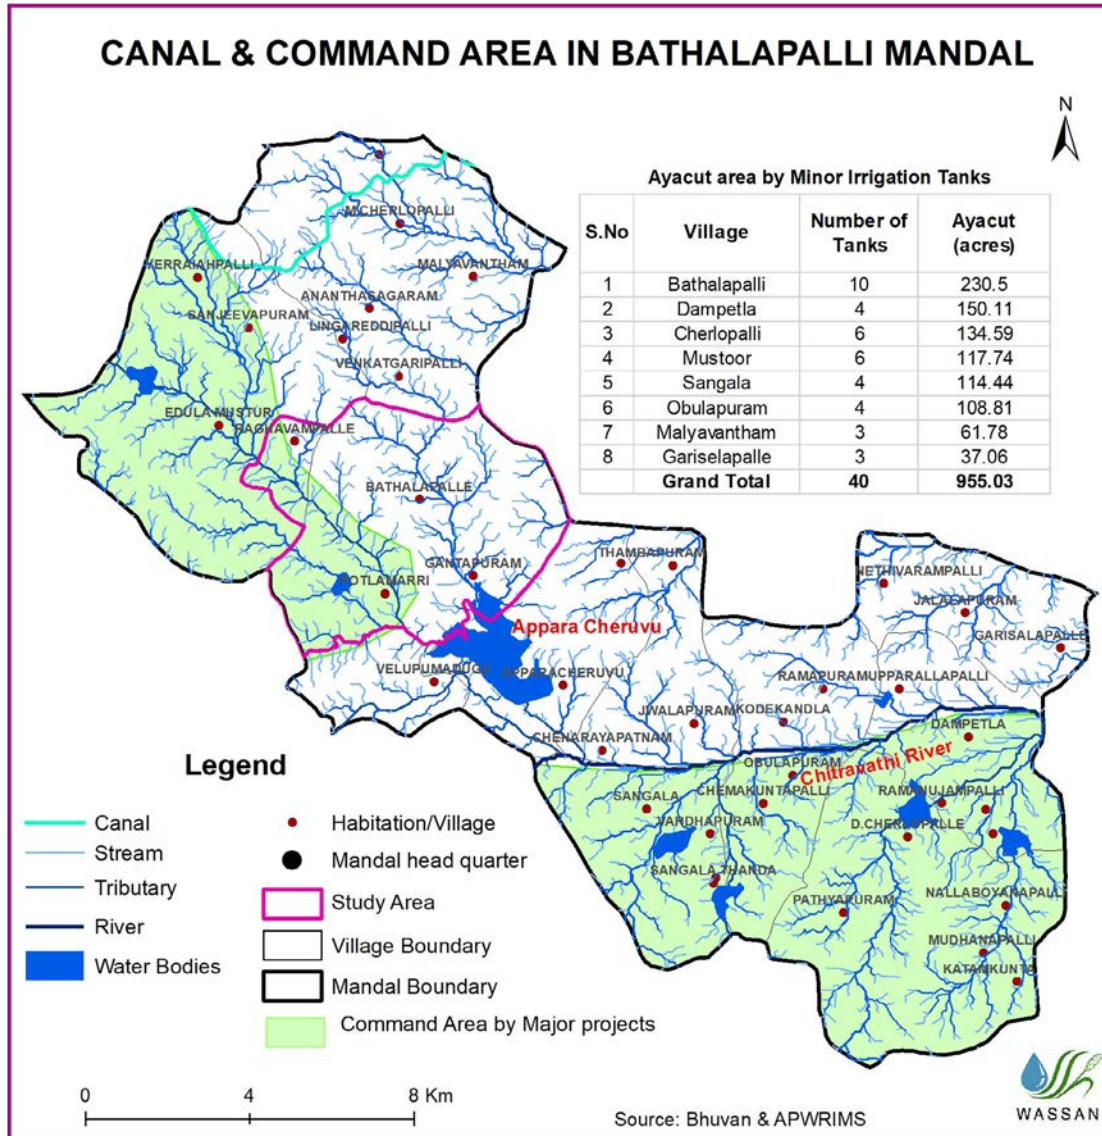 CANAL & COMMAND AREA IN BATHALAPALLI MANDAL
N
Ayacut area by Minor Irrigation Tanks
S.No Village Number of Tanks Ayacut (acres)
1 Bathalapalli 10 230.5
2 Dampetla 4 150.11
3 Cherlopalli 6 134.59
4 Mustoor 6 117.74
5 Sangala 4 114.44
6 Obulapuram 4 108.81
7 Malyavantham 3 61.78
8 Gariselapalle 3 37.06
Grand Total 40 955.03
M.CHERLOPALLI
YERRAIAHPALLI
MALYAVANTHAM
ANANTHASAGARAM
SANJEEVAPURAM
LINGAREDDIPALLI
VENKATGARIPALLI
EDULA MUSTUR
RAGHAVAMPALLE
BATHALAPALLE
GANTAPURAM
POTLAMARRI
THAMBAPURAM
NETHIVARAMPALLI
JALALAPURAM
GARISALAPALLE
Appara Cheruvu
VELUPUMADUGU
APPARACHERUVU
RAMAPURAM
UPPARALLAPALLI
JWALAPURAM
KODEKANDLA
DAMPETLA
CHENARAYAPATNAM
OBULAPURAM
Chitravathi River
SANGALA
CHEMAKUNTAPALLI
RAMANUJAMPALLI
VARDHAPURAM
D.CHERLOPALLE
SANGALA THANDA
PATHYAPURAM
NALLABOYANAPALLI
MUDHANAPALLI
KATAMKUNTA
Legend
Canal
Stream
Tributary
River
Water Bodies
Habitation/Village
Mandal head quarter
Study Area
Village Boundary
Mandal Boundary
Command Area by Major projects
0 4 8 Km
Source: Bhuvan & APWRIMS
WASSAN